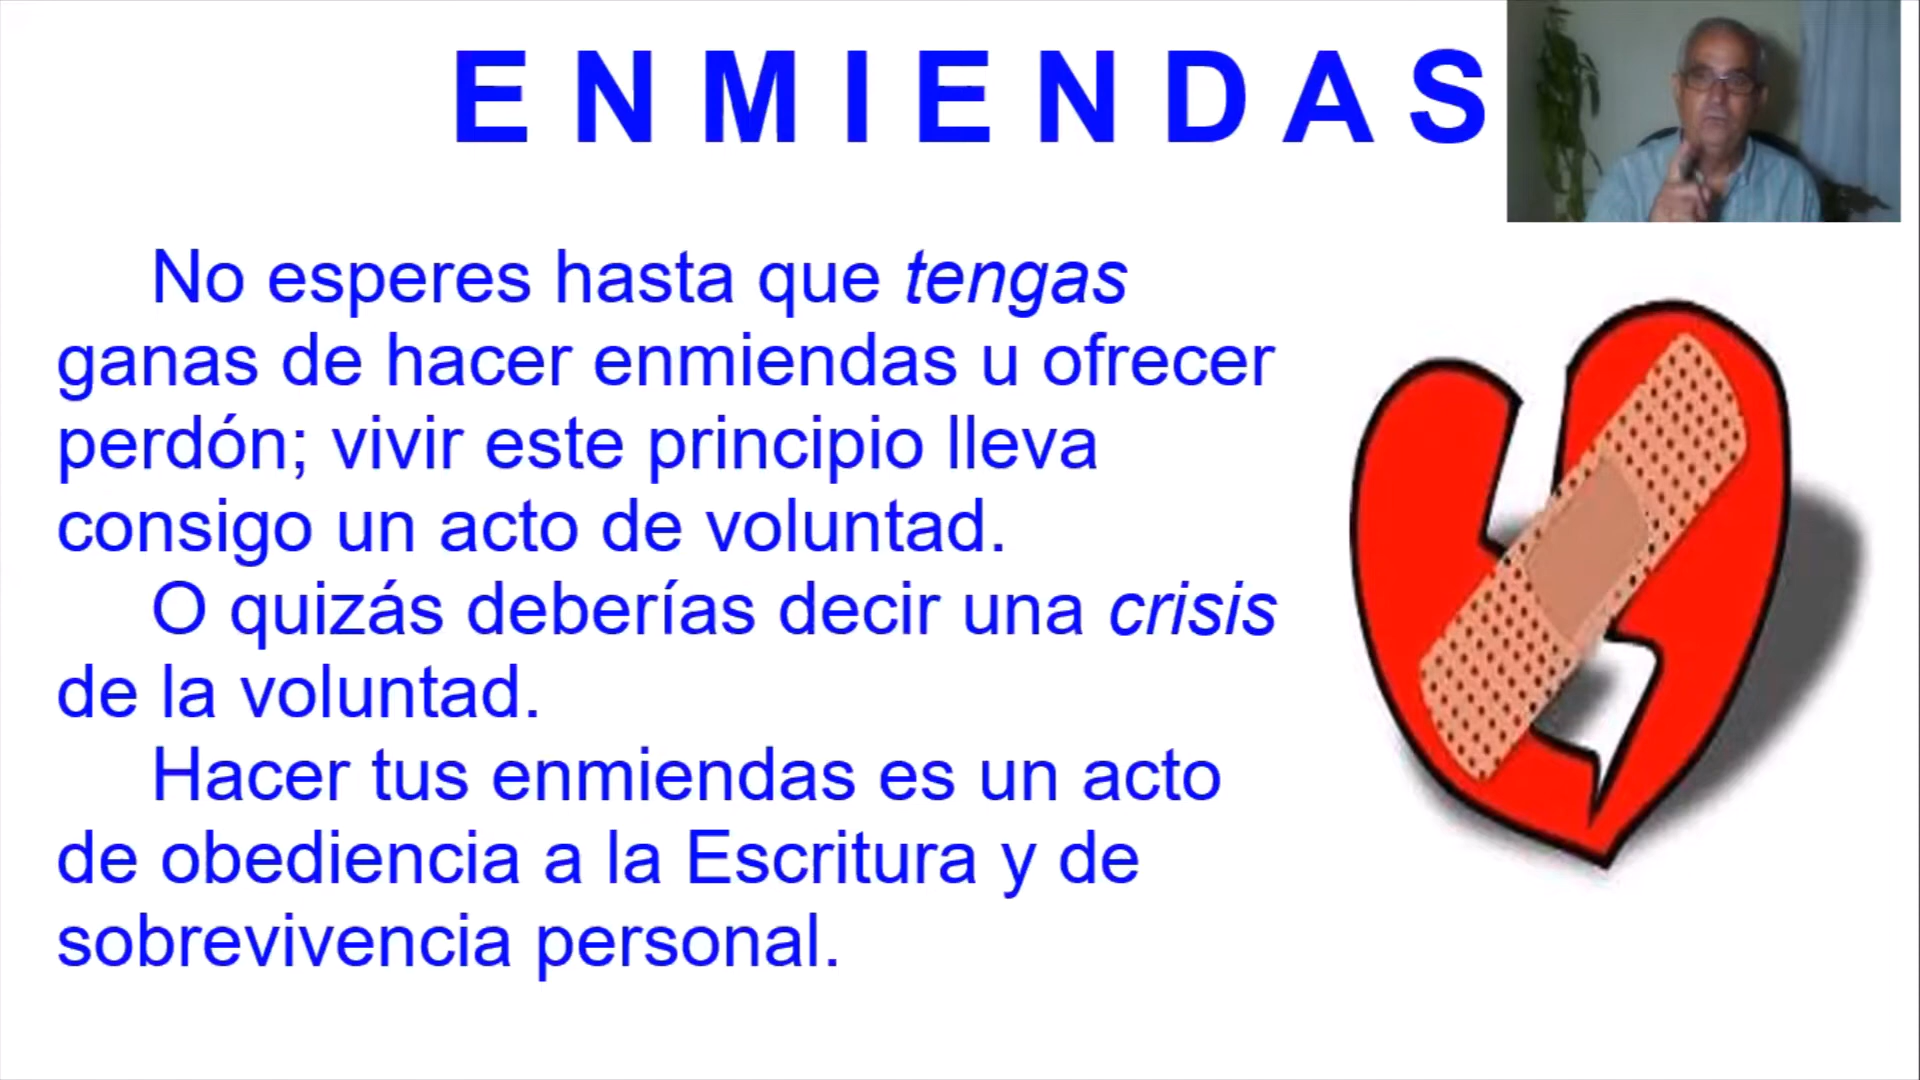 E N M I E N D A S
No esperes hasta que tengas
ganas de hacer enmiendas u ofrecer
perdón; vivir este principio lleva
consigo un acto de voluntad.
O quizás deberías decir una crisis
de la voluntad.
Hacer tus enmiendas es un acto
de obediencia a la Escritura y de
sobrevivencia personal.